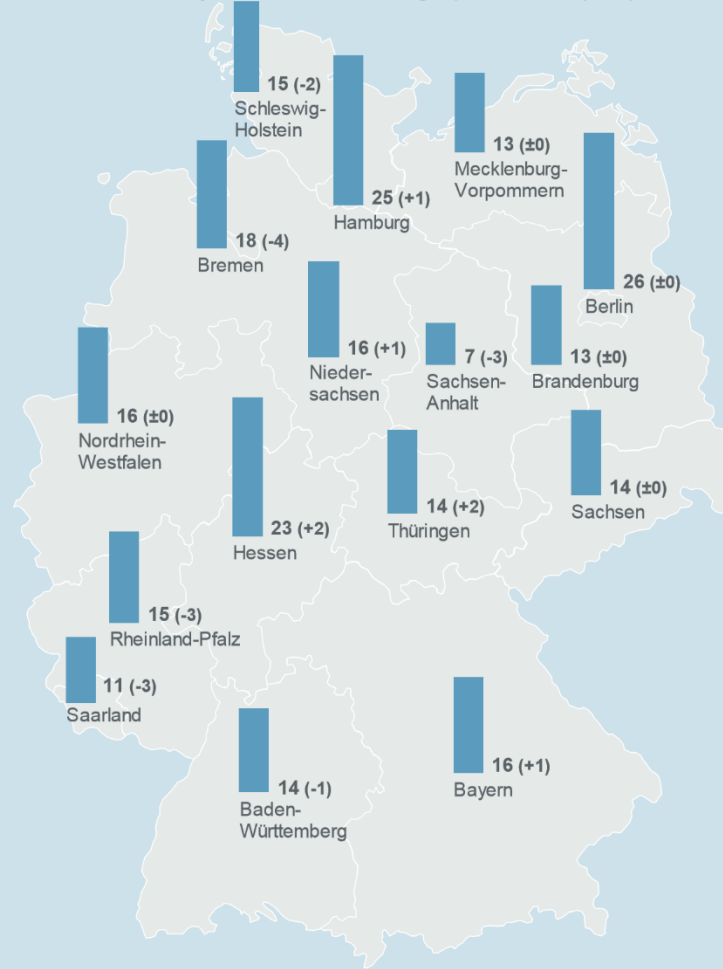 15 (-2)
Schleswig-
Holstein
13 (±0)
Mecklenburg-
Vorpommern
25 (+1)
Hamburg
18 (-4)
Bremen
26 (±0)
Berlin
16 (+1)
Nieder-
sachsen
7 (-3)
Sachsen-
Anhalt
13 (±0)
Brandenburg
16 (±0)
Nordrhein-
Westfalen
14 (±0)
Sachsen
14 (+2)
Thüringen
23 (+2)
Hessen
15 (-3)
Rheinland-Pfalz
11 (-3)
Saarland
16 (+1)
Bayern
14 (-1)
Baden-
Württemberg